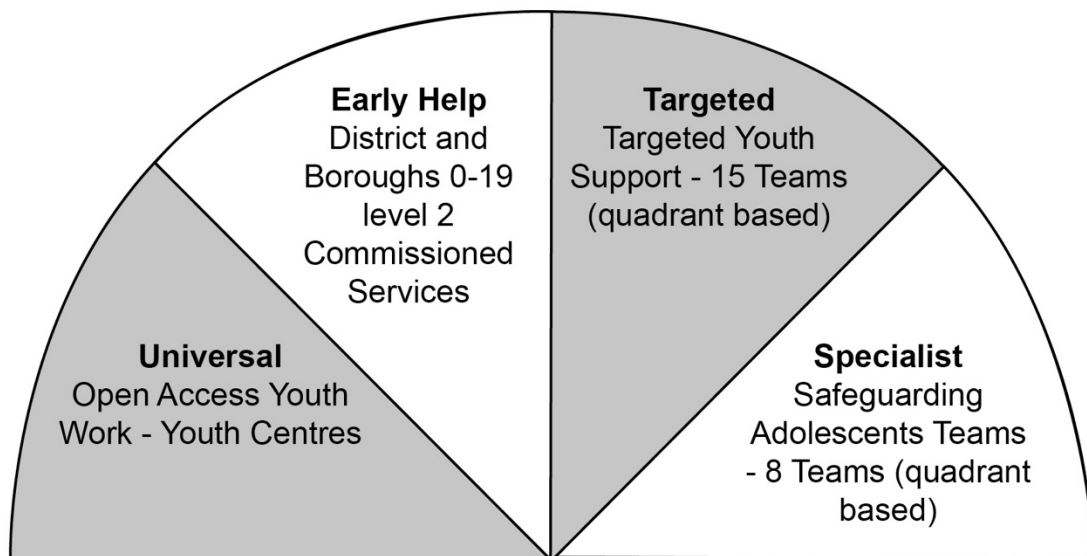 Early Help
District and
Boroughs 0-19
level 2
Commissioned
Services
Targeted
Targeted Youth
Support - 15 Teams
(quadrant based)
Universal
Open Access Youth
Work - Youth Centres
Specialist
Safeguarding
Adolescents Teams
- 8 Teams (quadrant
based)